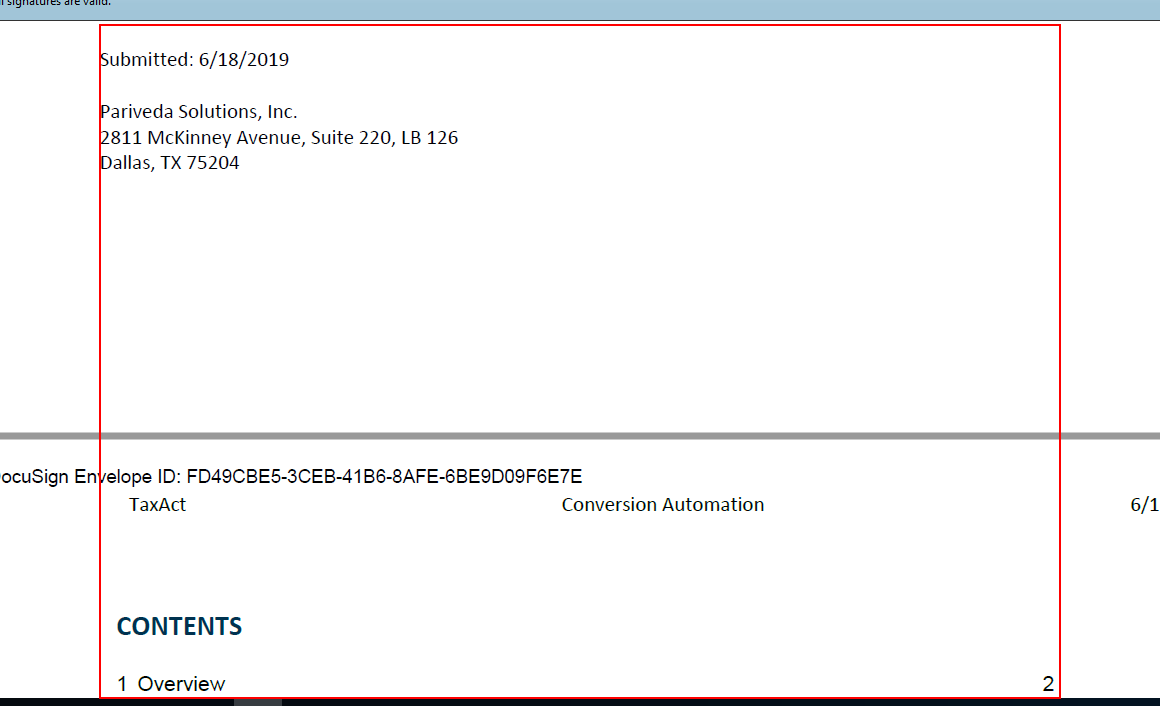 signatures are valid.
Submitted: 6/18/2019
Pariveda Solutions, Inc.
2811 McKinney Avenue, Suite 220, LB 126
Dallas, TX 75204
ocuSign Envelope ID: FD49CBE5-3CEB-41B6-8AFE-6BE9D09F6E7E
TaxAct Conversion Automation 6/1
CONTENTS
1 Overview 2